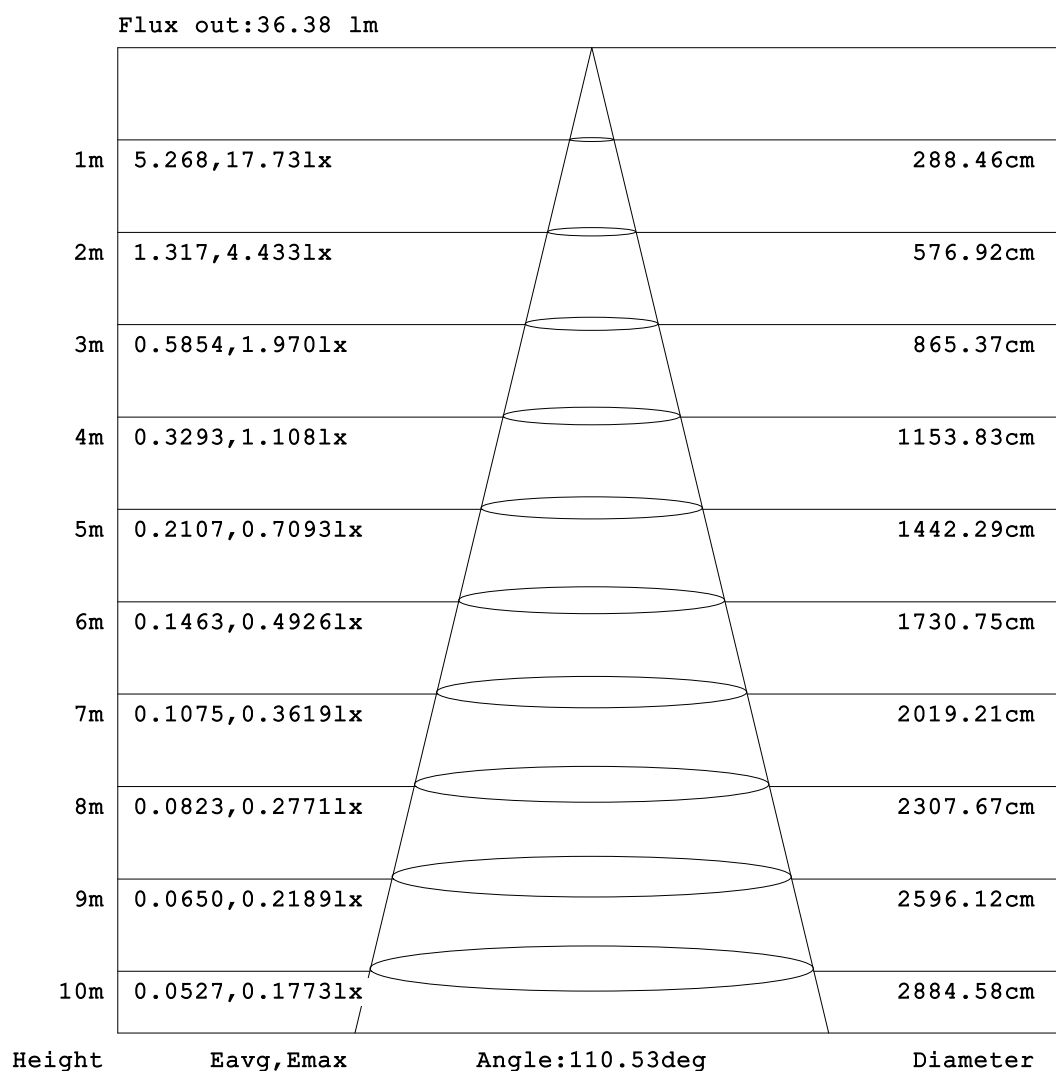 Flux out:36.38 lm
1m 5.268,17.73lx 288.46cm
2m 1.317,4.433lx 576.92cm
3m 0.5854,1.970lx 865.37cm
4m 0.3293,1.108lx 1153.83cm
5m 0.2107,0.7093lx 1442.29cm
6m 0.1463,0.4926lx 1730.75cm
7m 0.1075,0.3619lx 2019.21cm
8m 0.0823,0.2771lx 2307.67cm
9m 0.0650,0.2189lx 2596.12cm
10m 0.0527,0.1773lx 2884.58cm
Height Eavg,Emax Angle:110.53deg Diameter